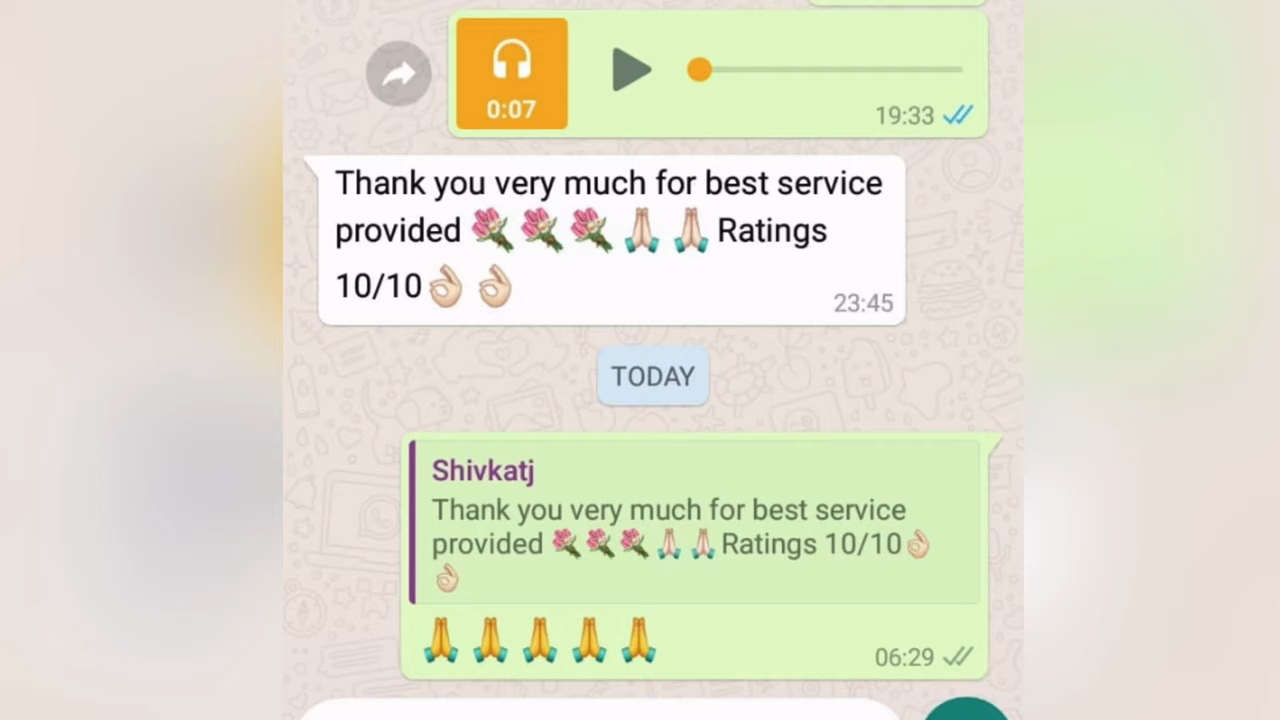 0:07
19:33
Thank you very much for best service
provided 💐💐💐🙏🏻🙏🏻Ratings
10/10👌🏻👌🏻
23:45
TODAY
Shivkatj
Thank you very much for best service
provided 💐💐💐🙏🏻🙏🏻Ratings 10/10👌🏻
👌🏻
🙏🙏🙏🙏🙏
06:29